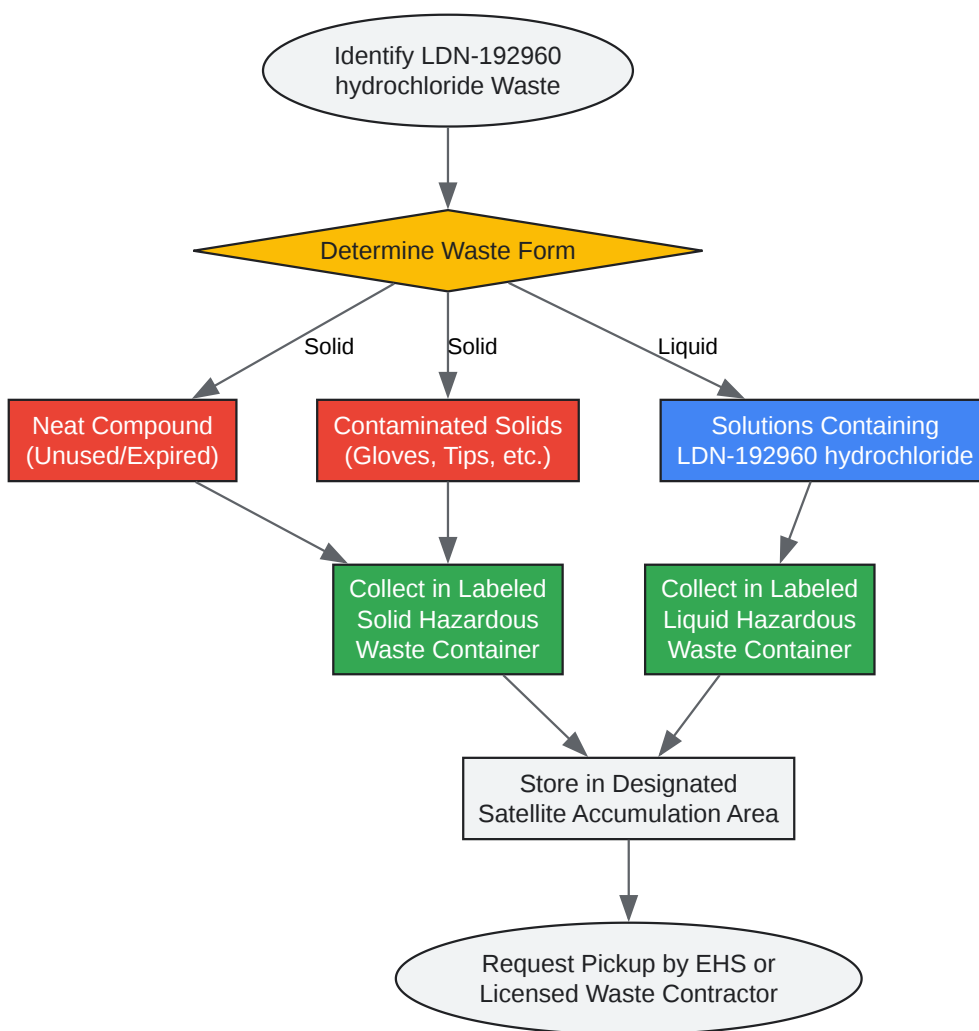 Identify LDN-192960
hydrochloride Waste
Determine Waste Form
Solid
Solid
Liquid
Neat Compound
(Unused/Expired)
Contaminated Solids
(Gloves, Tips, etc.)
Solutions Containing
LDN-192960 hydrochloride
Collect in Labeled
Solid Hazardous
Waste Container
Collect in Labeled
Liquid Hazardous
Waste Container
Store in Designated
Satellite Accumulation Area
Request Pickup by EHS or
Licensed Waste Contractor